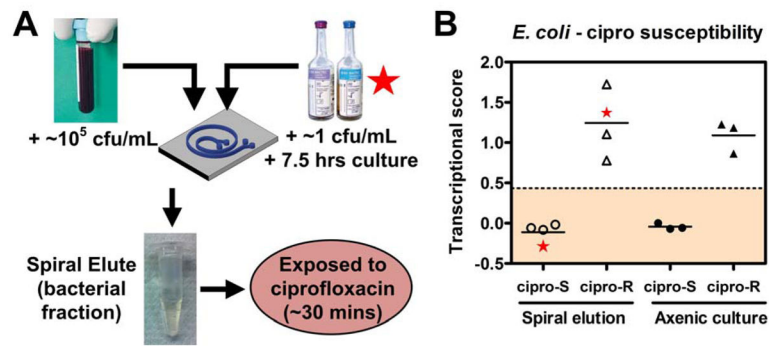 A
+ ~10⁵ cfu/mL
+ ~1 cfu/mL
+ 7.5 hrs culture
Spiral Elute
(bacterial
fraction)
Exposed to
ciprofloxacin
(~30 mins)
B
E. coli - cipro susceptibility
Transcriptional score
2.0
1.5
1.0
0.5
0.0
-0.5
cipro-S
cipro-R
cipro-S
cipro-R
Spiral elution
Axenic culture